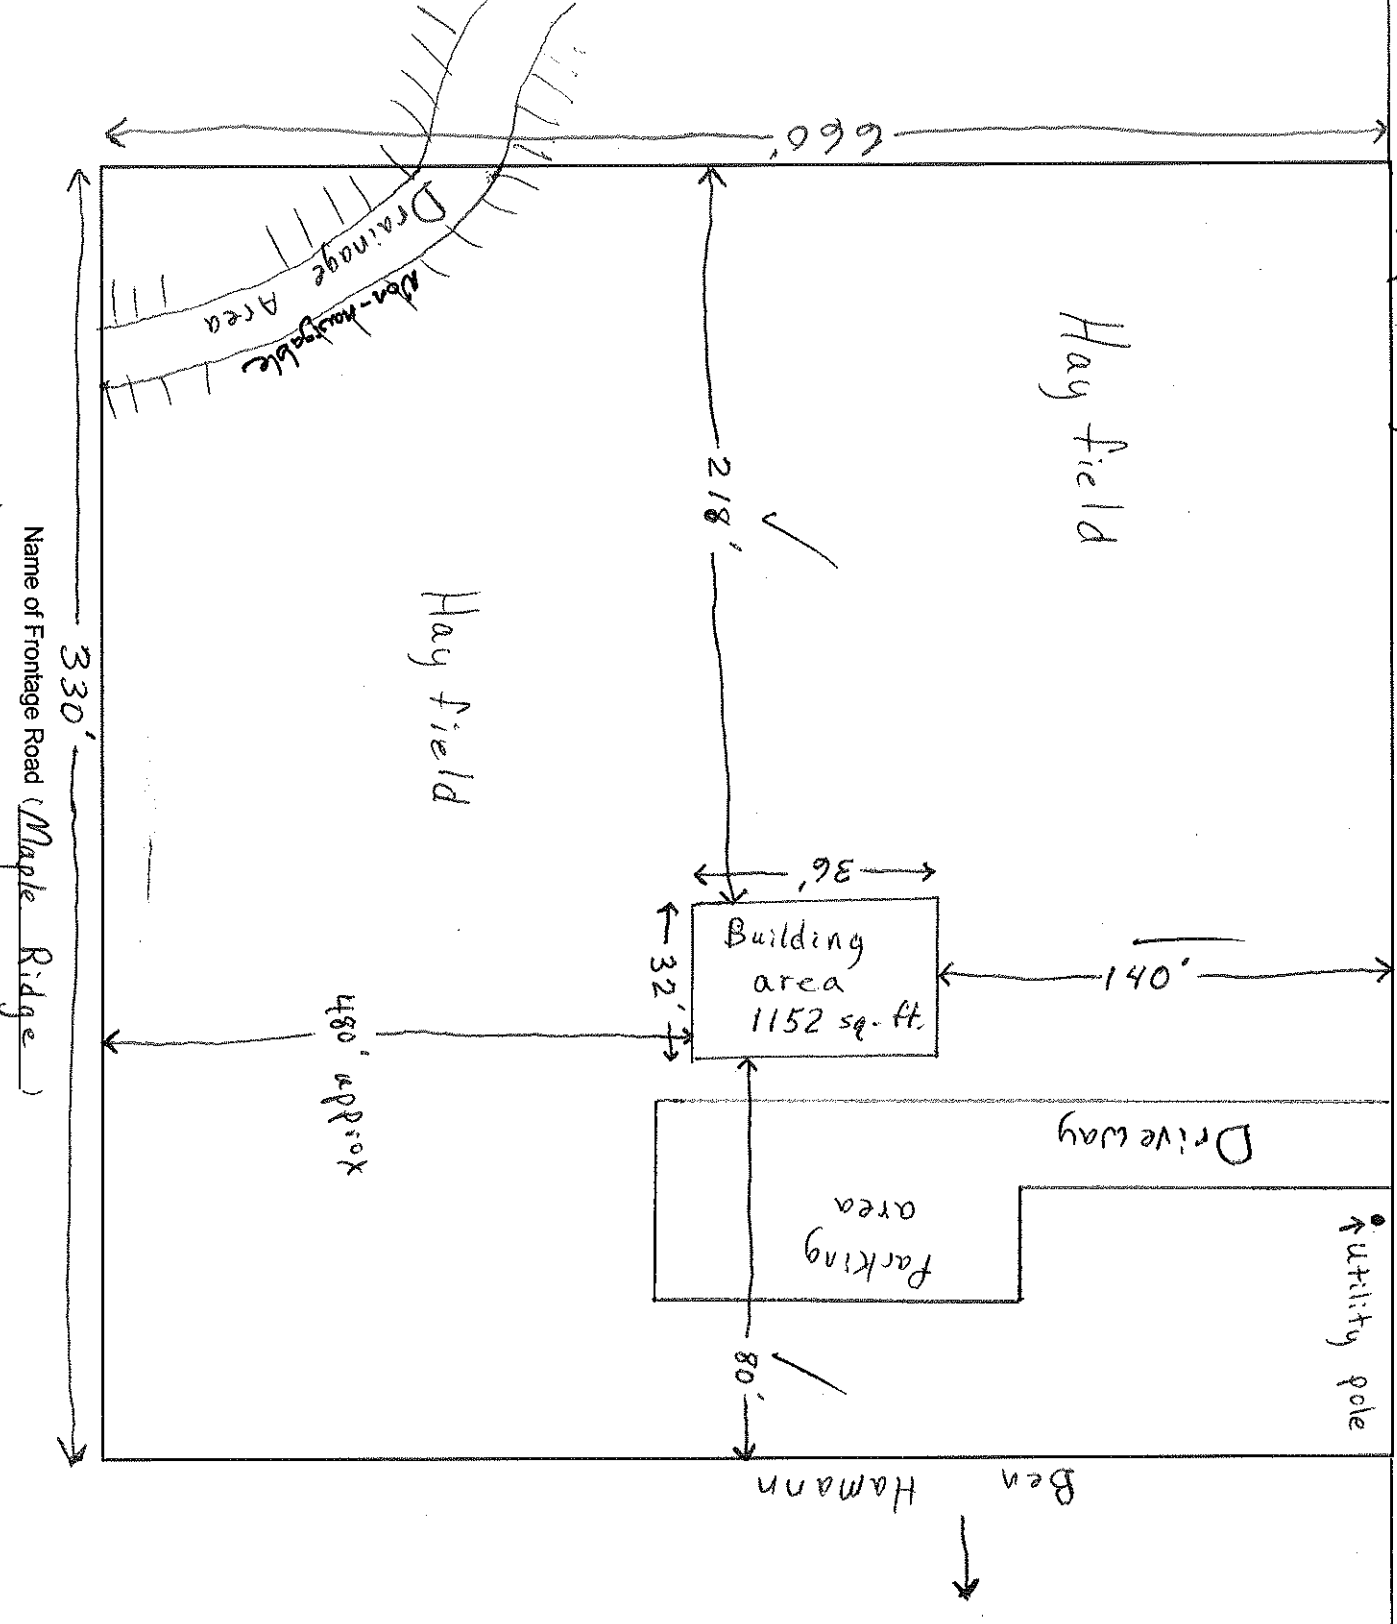 660'
Drainage Area
Non-navigable
Hay field
218'
Hay field
330'
Name of Frontage Road (Maple Ridge)
36'
32'
Building
area
1152 sq. ft.
140'
480' approx
Driveway
Parking
area
80'
utility pole
Ben Hamann